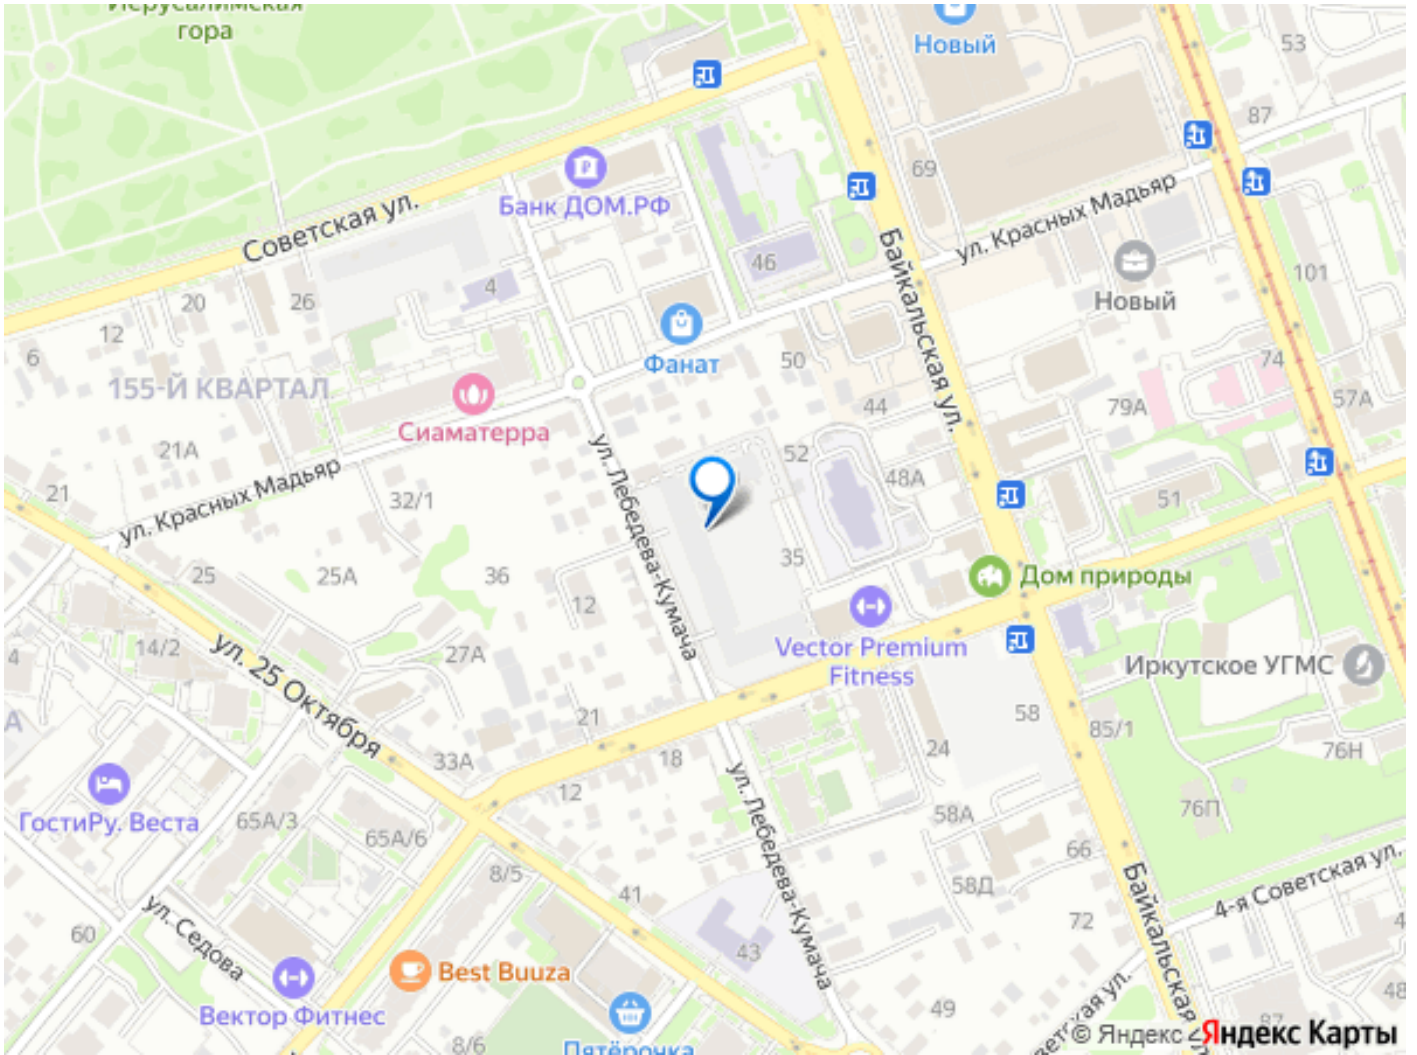 Иерусалимская
гора
Новый
53
87
Банк ДОМ.РФ
69
Советская ул.
ул. Красных Мадьяр
Байкальская ул.
46
4
20
26
101
Новый
12
6
Фанат
50
74
155-Й КВАРТАЛ
57А
44
79А
Сиаматерра
ул. Лебедева-Кумача
21А
52
48А
21
ул. Красных Мадьяр
32/1
51
35
25
25А
36
Дом природы
12
Vector Premium
Fitness
14/2
4
ул. 25 Октября
27А
Иркутское УГМС
А
21
58
85/1
24
76Н
33А
18
12
ул. Лебедева-Кумача
ГостиРу. Веста
65А/3
65А/6
58А
76П
66
8/5
58Д
Байкальская
4-я Советская ул.
41
ул. Седова
60
72
43
Best Buuza
49
48
Вектор Фитнес
8/6
Пятёрочка
87
© Яндекс
Яндекс Карты